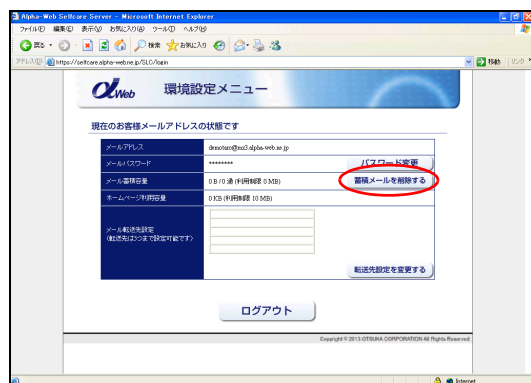 Alpha-Web Selfcare Server - Microsoft Internet Explorer
ファイル(F) 編集(E) 表示(V) お気に入り(A) ツール(T) ヘルプ(H)
戻る 検索 お気に入り
アドレス(D) https://selfcare.alpha-web.ne.jp/SLC/login 移動 リンク
αWeb 環境設定メニュー
現在のお客様メールアドレスの状態です
メールアドレス
メールパスワード ******** パスワード変更
メール蓄積容量 0 B / 0 通 (利用制限 0 MB) 蓄積メールを削除する
ホームページ利用容量 0 KB (利用制限 10 MB)
メール転送先設定
(転送先は5つまで設定可能です)
転送先設定を変更する
ログアウト
Copyright © 2013 OTSUKA CORPORATION All Rights Reserved.
Internet